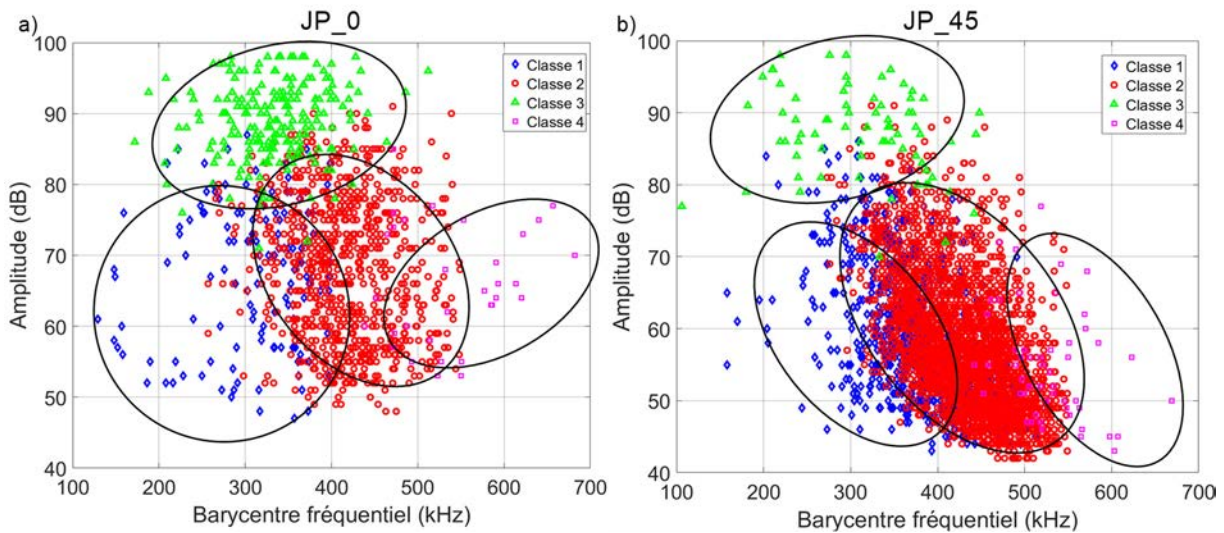 a)
JP_0
100
90
80
70
60
50
40
Amplitude (dB)
100 200 300 400 500 600 700
Barycentre fréquentiel (kHz)
Classe 1
Classe 2
Classe 3
Classe 4
b)
JP_45
100
90
80
70
60
50
40
Amplitude (dB)
100 200 300 400 500 600 700
Barycentre fréquentiel (kHz)
Classe 1
Classe 2
Classe 3
Classe 4